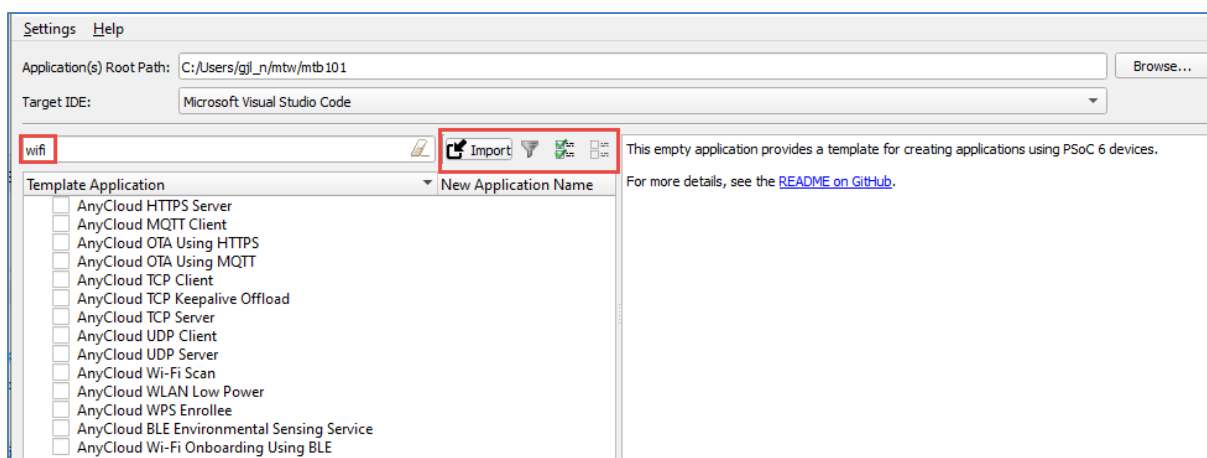 Settings Help
Application(s) Root Path: C:/Users/gjl_n/mtw/mtb101 Browse...
Target IDE: Microsoft Visual Studio Code
wifi Import
Template Application New Application Name
AnyCloud HTTPS Server
AnyCloud MQTT Client
AnyCloud OTA Using HTTPS
AnyCloud OTA Using MQTT
AnyCloud TCP Client
AnyCloud TCP Keepalive Offload
AnyCloud TCP Server
AnyCloud UDP Client
AnyCloud UDP Server
AnyCloud Wi-Fi Scan
AnyCloud WLAN Low Power
AnyCloud WPS Enrollee
AnyCloud BLE Environmental Sensing Service
AnyCloud Wi-Fi Onboarding Using BLE
This empty application provides a template for creating applications using PSoC 6 devices.
For more details, see the README on GitHub.